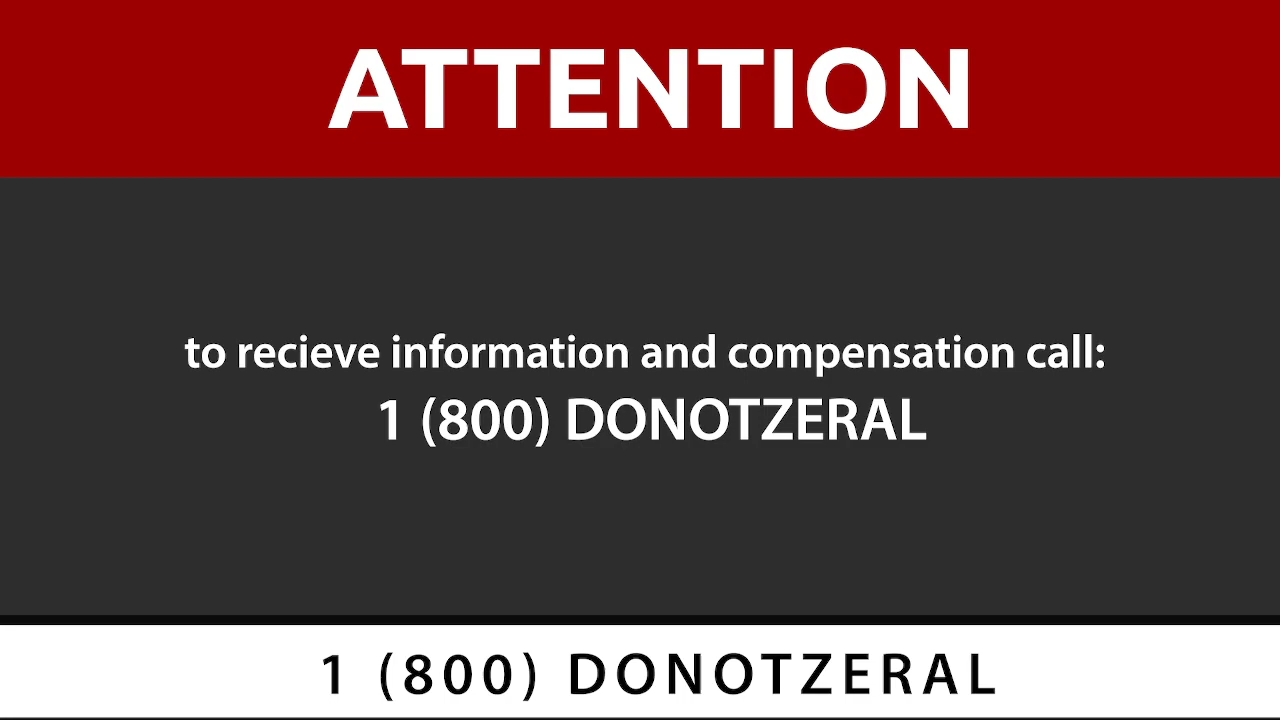 ATTENTION
to recieve information and compensation call:
1 (800) DONOTZERAL
1 (800) DONOTZERAL